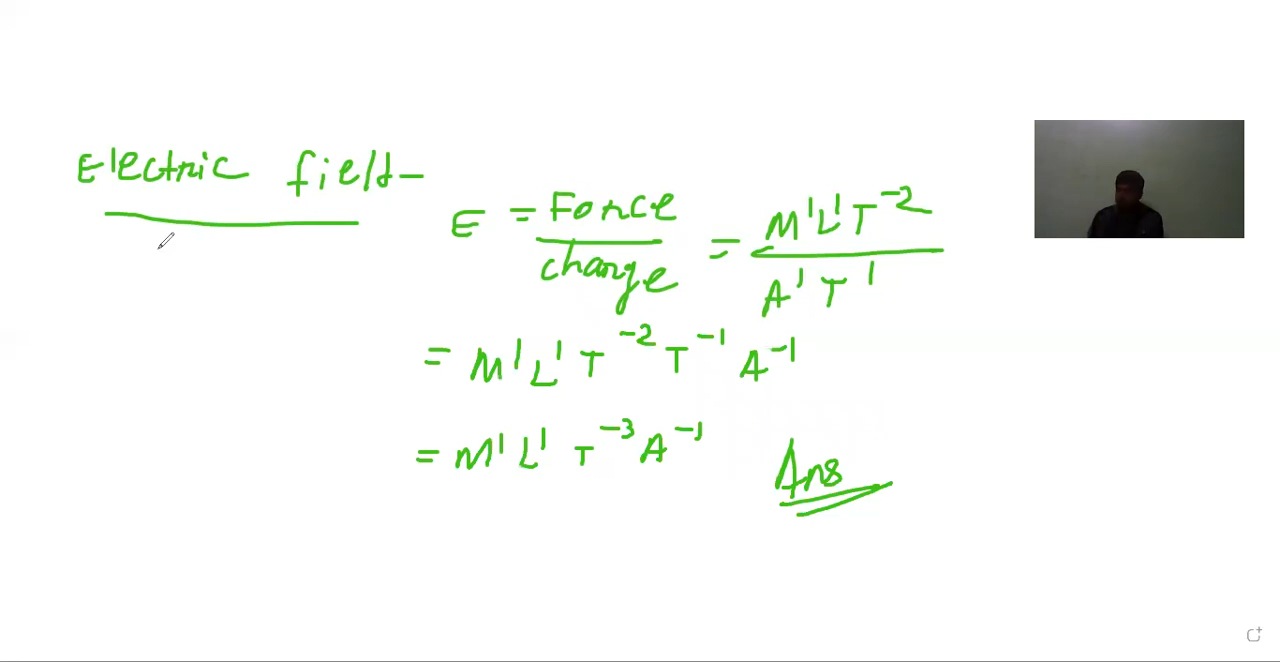 Electric field-
E = Force/charge = M¹L¹T⁻²/A¹T¹
= M¹L¹T⁻²T⁻¹A⁻¹
= M¹L¹T⁻³A⁻¹ Ans